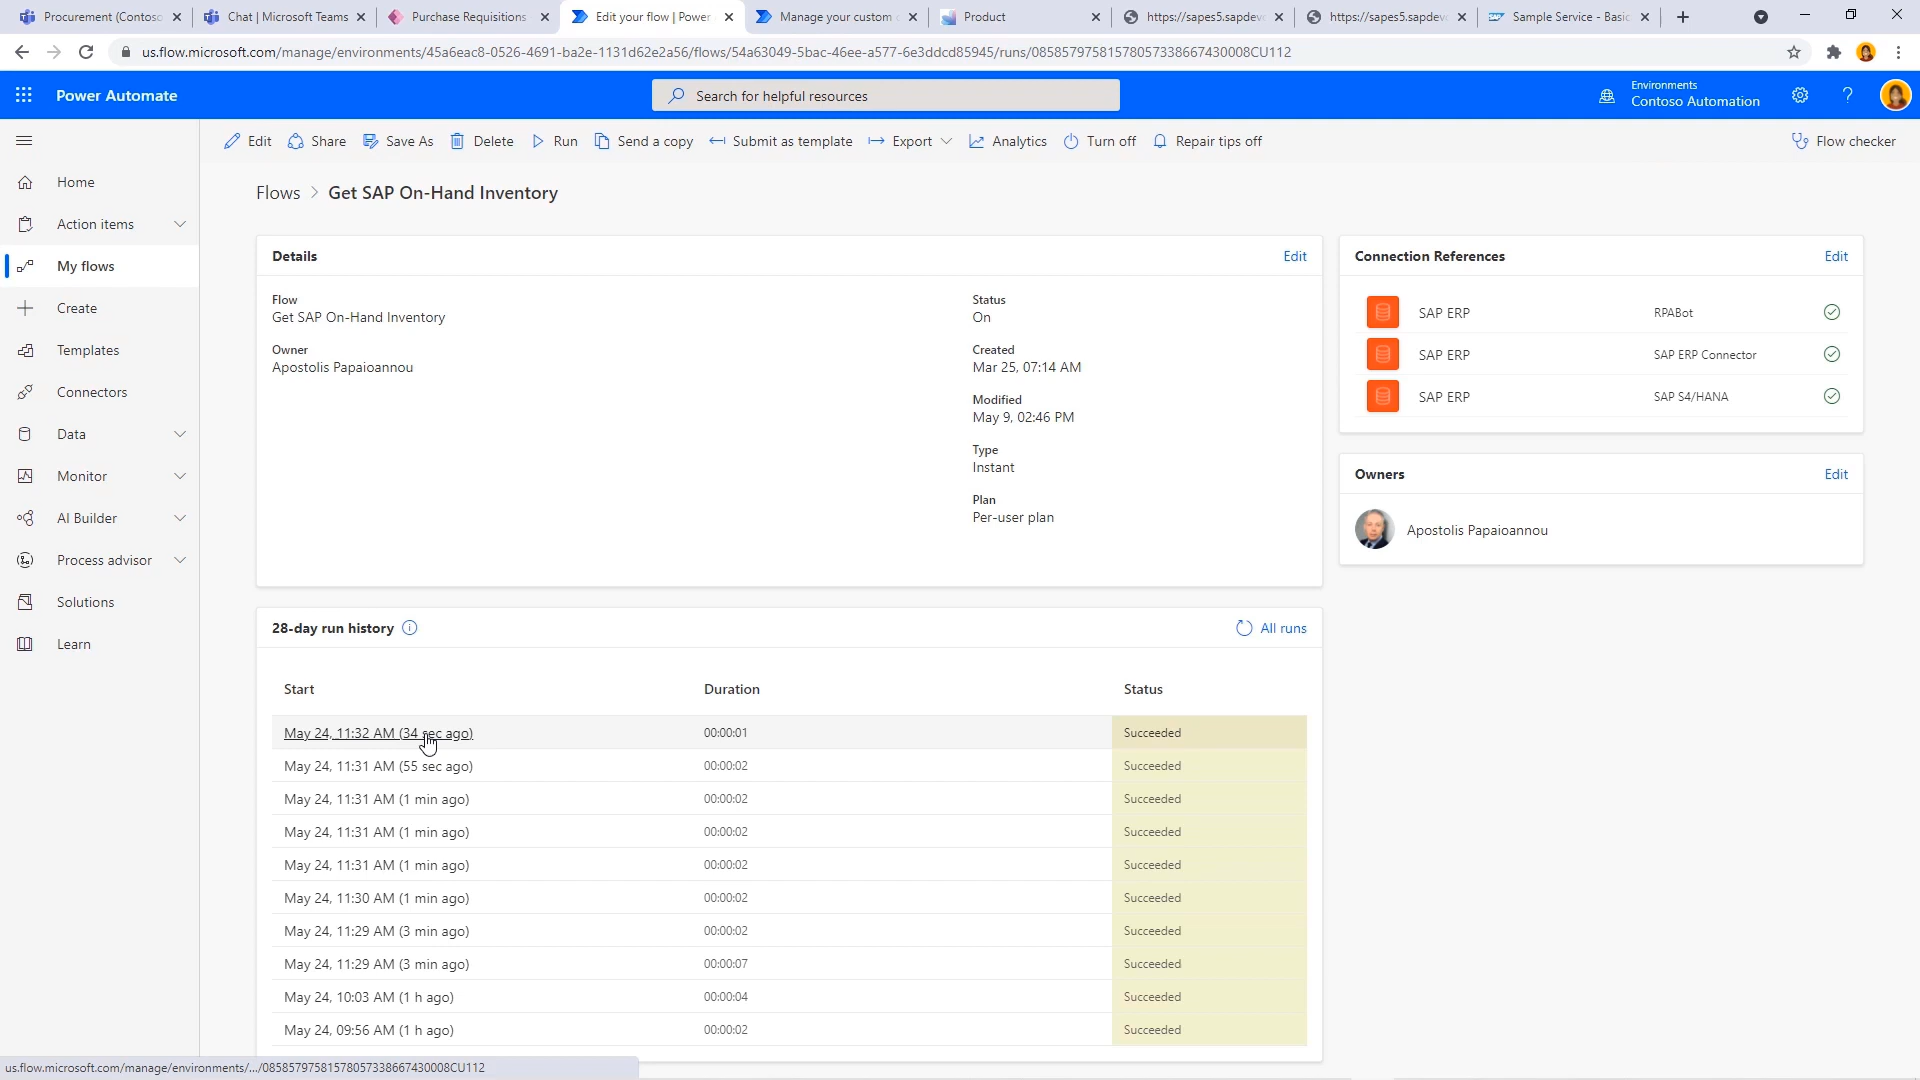 Procurement (Contoso
Chat | Microsoft Teams
Purchase Requisitions
Edit your flow | Power
Manage your custom c
Product
https://sapes5.sapdev
https://sapes5.sapdev
Sample Service - Basic
us.flow.microsoft.com/manage/environments/45a6eac8-0526-4691-ba2e-1131d62e2a56/flows/54a63049-5bac-46ee-a577-6e3ddcd85945/runs/08585797581578057338667430008CU112
Power Automate
Search for helpful resources
Environments
Contoso Automation
?
Edit
Share
Save As
Delete
Run
Send a copy
Submit as template
Export
Analytics
Turn off
Repair tips off
Flow checker
Home
Action items
My flows
Create
Templates
Connectors
Data
Monitor
AI Builder
Process advisor
Solutions
Learn
Flows > Get SAP On-Hand Inventory
Details
Edit
Flow
Get SAP On-Hand Inventory
Owner
Apostolis Papaioannou
Status
On
Created
Mar 25, 07:14 AM
Modified
May 9, 02:46 PM
Type
Instant
Plan
Per-user plan
Connection References
Edit
SAP ERP RPABot
SAP ERP SAP ERP Connector
SAP ERP SAP S4/HANA
Owners
Edit
Apostolis Papaioannou
28-day run history
All runs
Start Duration Status
May 24, 11:32 AM (34 sec ago) 00:00:01 Succeeded
May 24, 11:31 AM (55 sec ago) 00:00:02 Succeeded
May 24, 11:31 AM (1 min ago) 00:00:02 Succeeded
May 24, 11:31 AM (1 min ago) 00:00:02 Succeeded
May 24, 11:31 AM (1 min ago) 00:00:02 Succeeded
May 24, 11:30 AM (1 min ago) 00:00:02 Succeeded
May 24, 11:29 AM (3 min ago) 00:00:02 Succeeded
May 24, 11:29 AM (3 min ago) 00:00:07 Succeeded
May 24, 10:03 AM (1 h ago) 00:00:04 Succeeded
May 24, 09:56 AM (1 h ago) 00:00:02 Succeeded
us.flow.microsoft.com/manage/environments/.../08585797581578057338667430008CU112